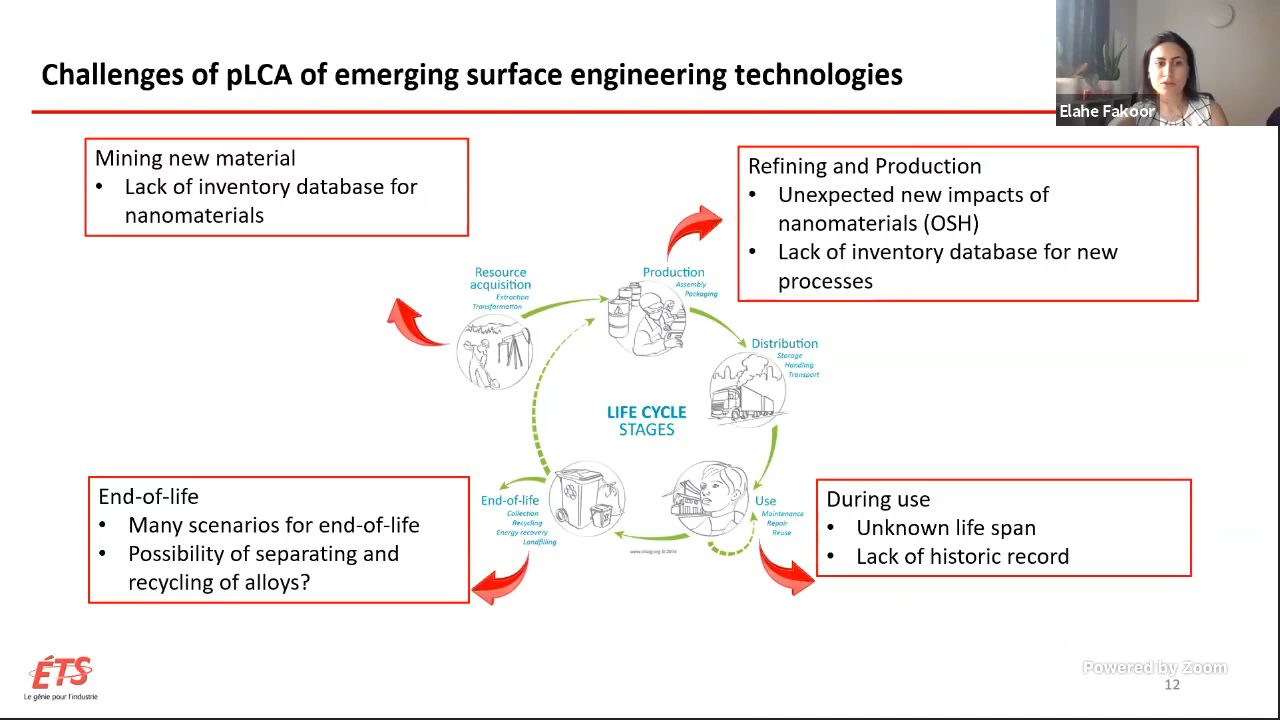 Challenges of pLCA of emerging surface engineering technologies
Elahe Fakoor
Mining new material
• Lack of inventory database for
nanomaterials
Refining and Production
• Unexpected new impacts of
nanomaterials (OSH)
• Lack of inventory database for new
processes
Resource
acquisition
Extraction
Transformation
Production
Assembly
Packaging
Distribution
Storage
Handling
Transport
LIFE CYCLE
STAGES
End-of-life
Collection
Recycling
Energy recovery
Landfilling
Use
Maintenance
Repair
Reuse
End-of-life
• Many scenarios for end-of-life
• Possibility of separating and
recycling of alloys?
During use
• Unknown life span
• Lack of historic record
ÉTS
Le génie pour l'industrie
Powered by Zoom
12